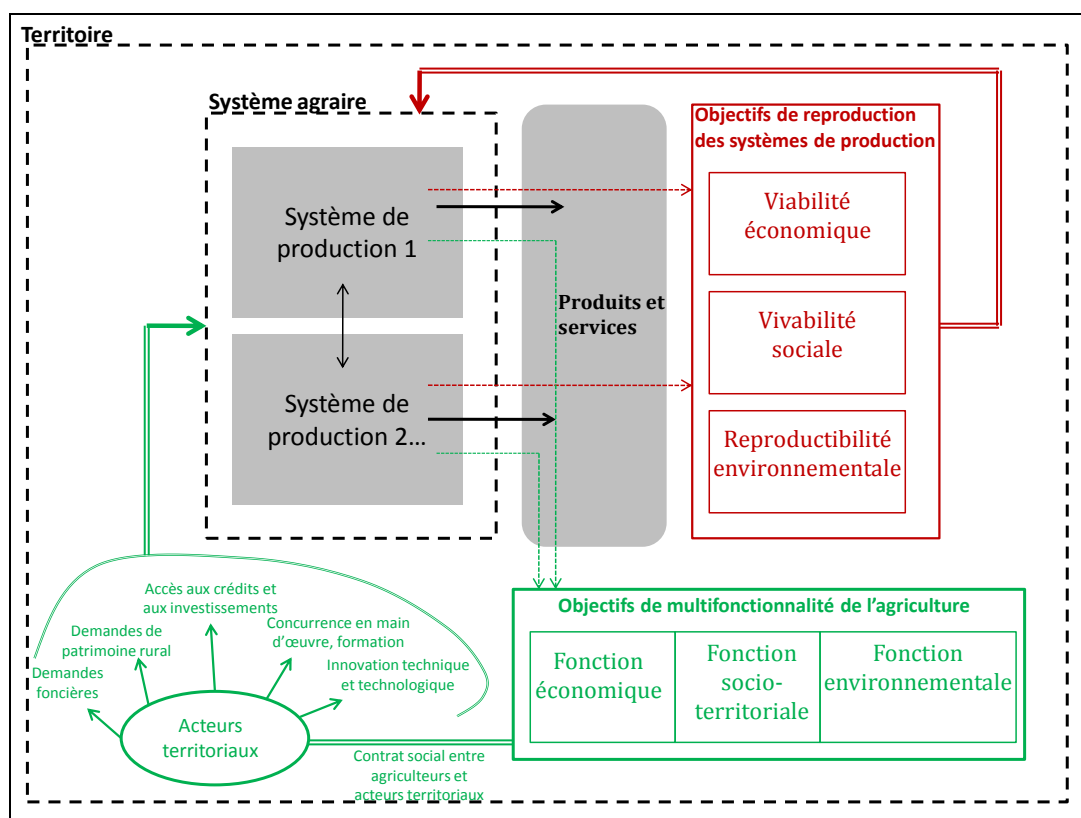 Territoire
Système agraire
Système de
production 1
Système de
production 2…
Produits et
services
Objectifs de reproduction
des systèmes de production
Viabilité
économique
Vivabilité
sociale
Reproductibilité
environnementale
Accès aux crédits et
aux investissements
Demandes de
patrimoine rural
Concurrence en main
d’œuvre, formation
Demandes
foncières
Innovation technique
et technologique
Acteurs
territoriaux
Contrat social entre
agriculteurs et
acteurs territoriaux
Objectifs de multifonctionnalité de l’agriculture
Fonction
économique
Fonction
socio-
territoriale
Fonction
environnementale